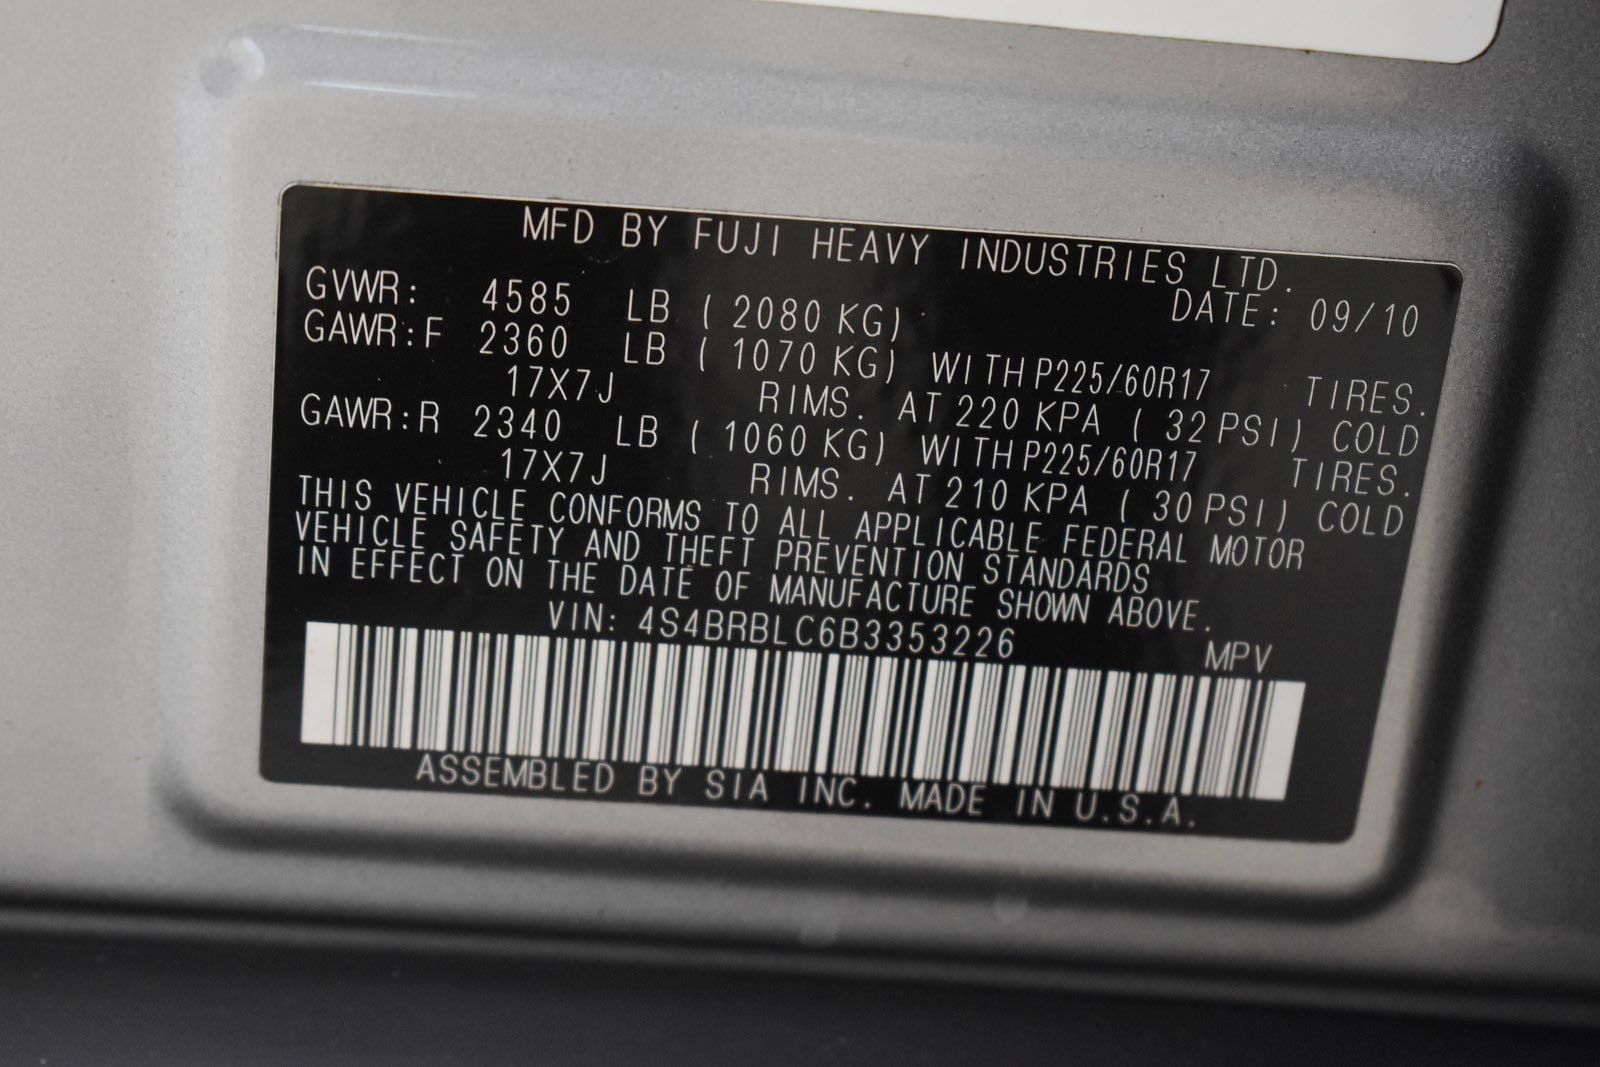 MFD BY FUJI HEAVY INDUSTRIES LTD.
GVWR: 4585 LB ( 2080 KG) DATE: 09/10
GAWR:F 2360 LB ( 1070 KG) WITH P225/60R17 TIRES.
17X7J RIMS. AT 220 KPA ( 32 PSI) COLD
GAWR:R 2340 LB ( 1060 KG) WITH P225/60R17 TIRES.
17X7J RIMS. AT 210 KPA ( 30 PSI) COLD
THIS VEHICLE CONFORMS TO ALL APPLICABLE FEDERAL MOTOR
VEHICLE SAFETY AND THEFT PREVENTION STANDARDS
IN EFFECT ON THE DATE OF MANUFACTURE SHOWN ABOVE.
VIN: 4S4BRBLC6B3353226 MPV
ASSEMBLED BY SIA INC. MADE IN U.S.A.